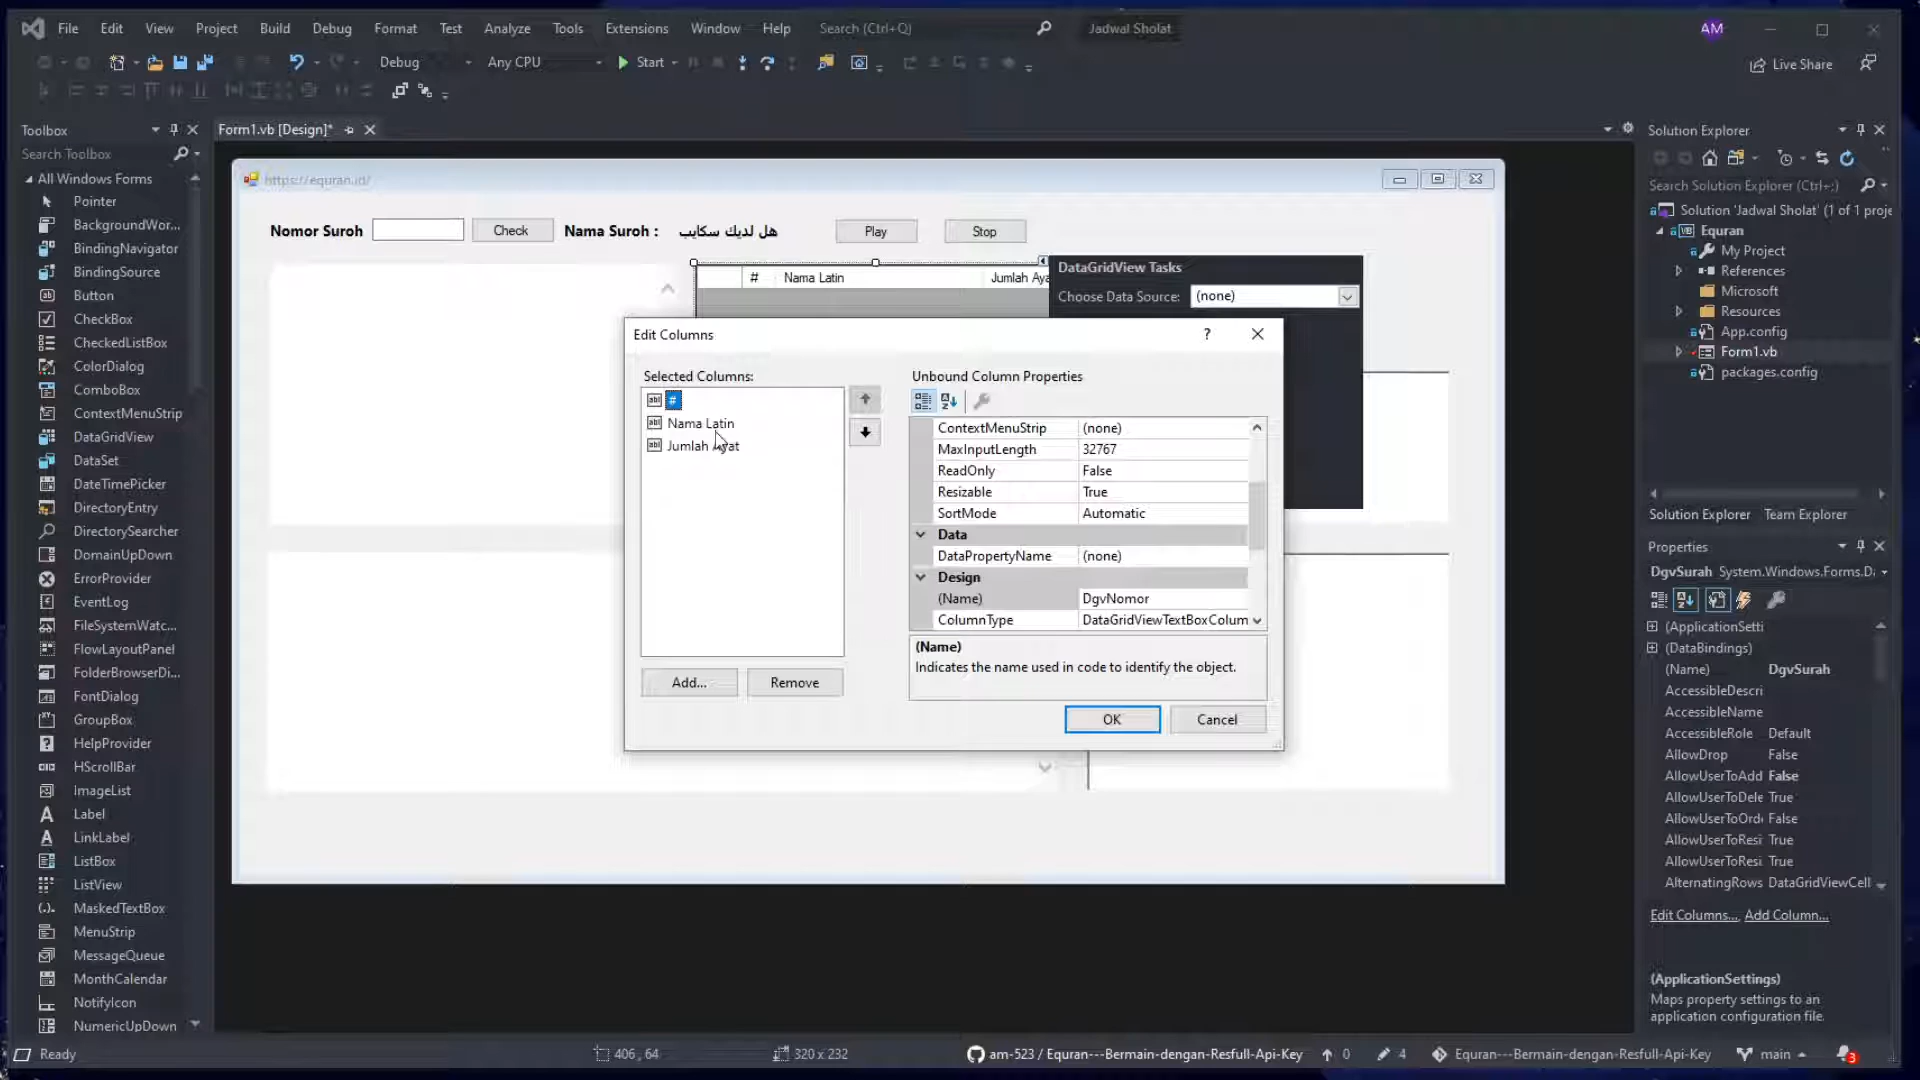 File Edit View Project Build Debug Format Test Analyze Tools Extensions Window Help Search (Ctrl+Q) Jadwal Sholat AM
Debug Any CPU Start Live Share
Toolbox
Search Toolbox
All Windows Forms
Pointer
BackgroundWor...
BindingNavigator
BindingSource
Button
CheckBox
CheckedListBox
ColorDialog
ComboBox
ContextMenuStrip
DataGridView
DataSet
DateTimePicker
DirectoryEntry
DirectorySearcher
DomainUpDown
ErrorProvider
EventLog
FileSystemWatc...
FlowLayoutPanel
FolderBrowserDi...
FontDialog
GroupBox
HelpProvider
HScrollBar
ImageList
Label
LinkLabel
ListBox
ListView
MaskedTextBox
MenuStrip
MessageQueue
MonthCalendar
NotifyIcon
NumericUpDown
Form1.vb [Design]*
https://equran.id/
Nomor Suroh Check Nama Suroh : هل لديك سكايب Play Stop
# Nama Latin Jumlah Aya
DataGridView Tasks
Choose Data Source: (none)
Edit Columns
Selected Columns:
#
Nama Latin
Jumlah Ayat
Add... Remove
Unbound Column Properties
ContextMenuStrip (none)
MaxInputLength 32767
ReadOnly False
Resizable True
SortMode Automatic
Data
DataPropertyName (none)
Design
(Name) DgvNomor
ColumnType DataGridViewTextBoxColum
(Name)
Indicates the name used in code to identify the object.
OK Cancel
Solution Explorer
Search Solution Explorer (Ctrl+;)
Solution 'Jadwal Sholat' (1 of 1 proje
Equran
My Project
References
Microsoft
Resources
App.config
Form1.vb
packages.config
Solution Explorer Team Explorer
Properties
DgvSurah System.Windows.Forms.Da
(ApplicationSetti
(DataBindings)
(Name) DgvSurah
AccessibleDescri
AccessibleName
AccessibleRole Default
AllowDrop False
AllowUserToAdd False
AllowUserToDele True
AllowUserToOrde False
AllowUserToResi True
AllowUserToResi True
AlternatingRows DataGridViewCell
Edit Columns..., Add Column...
(ApplicationSettings)
Maps property settings to an
application configuration file.
Ready 406 , 64 320 x 232 am-523 / Equran---Bermain-dengan-Resfull-Api-Key 0 4 Equran---Bermain-dengan-Resfull-Api-Key main 3